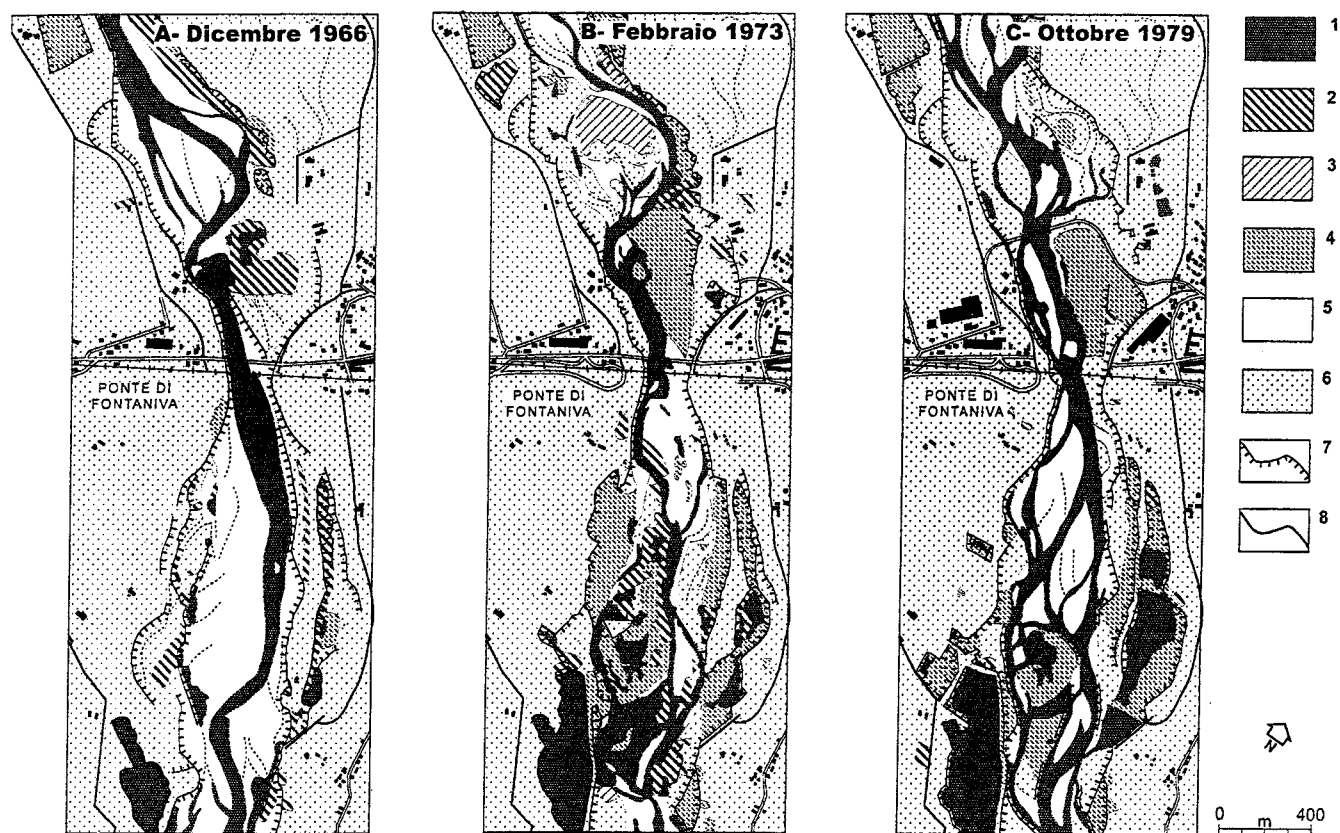 A- Dicembre 1966
B- Febbraio 1973
C- Ottobre 1979
PONTE DI
FONTANIVA
PONTE DI
FONTANIVA
PONTE DI
FONTANIVA
1
2
3
4
5
6
7
8
N
0 m 400